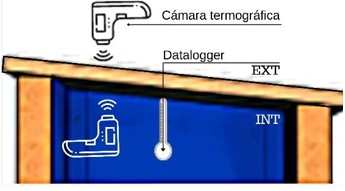 Cámara termográfica
Datalogger
EXT
INT